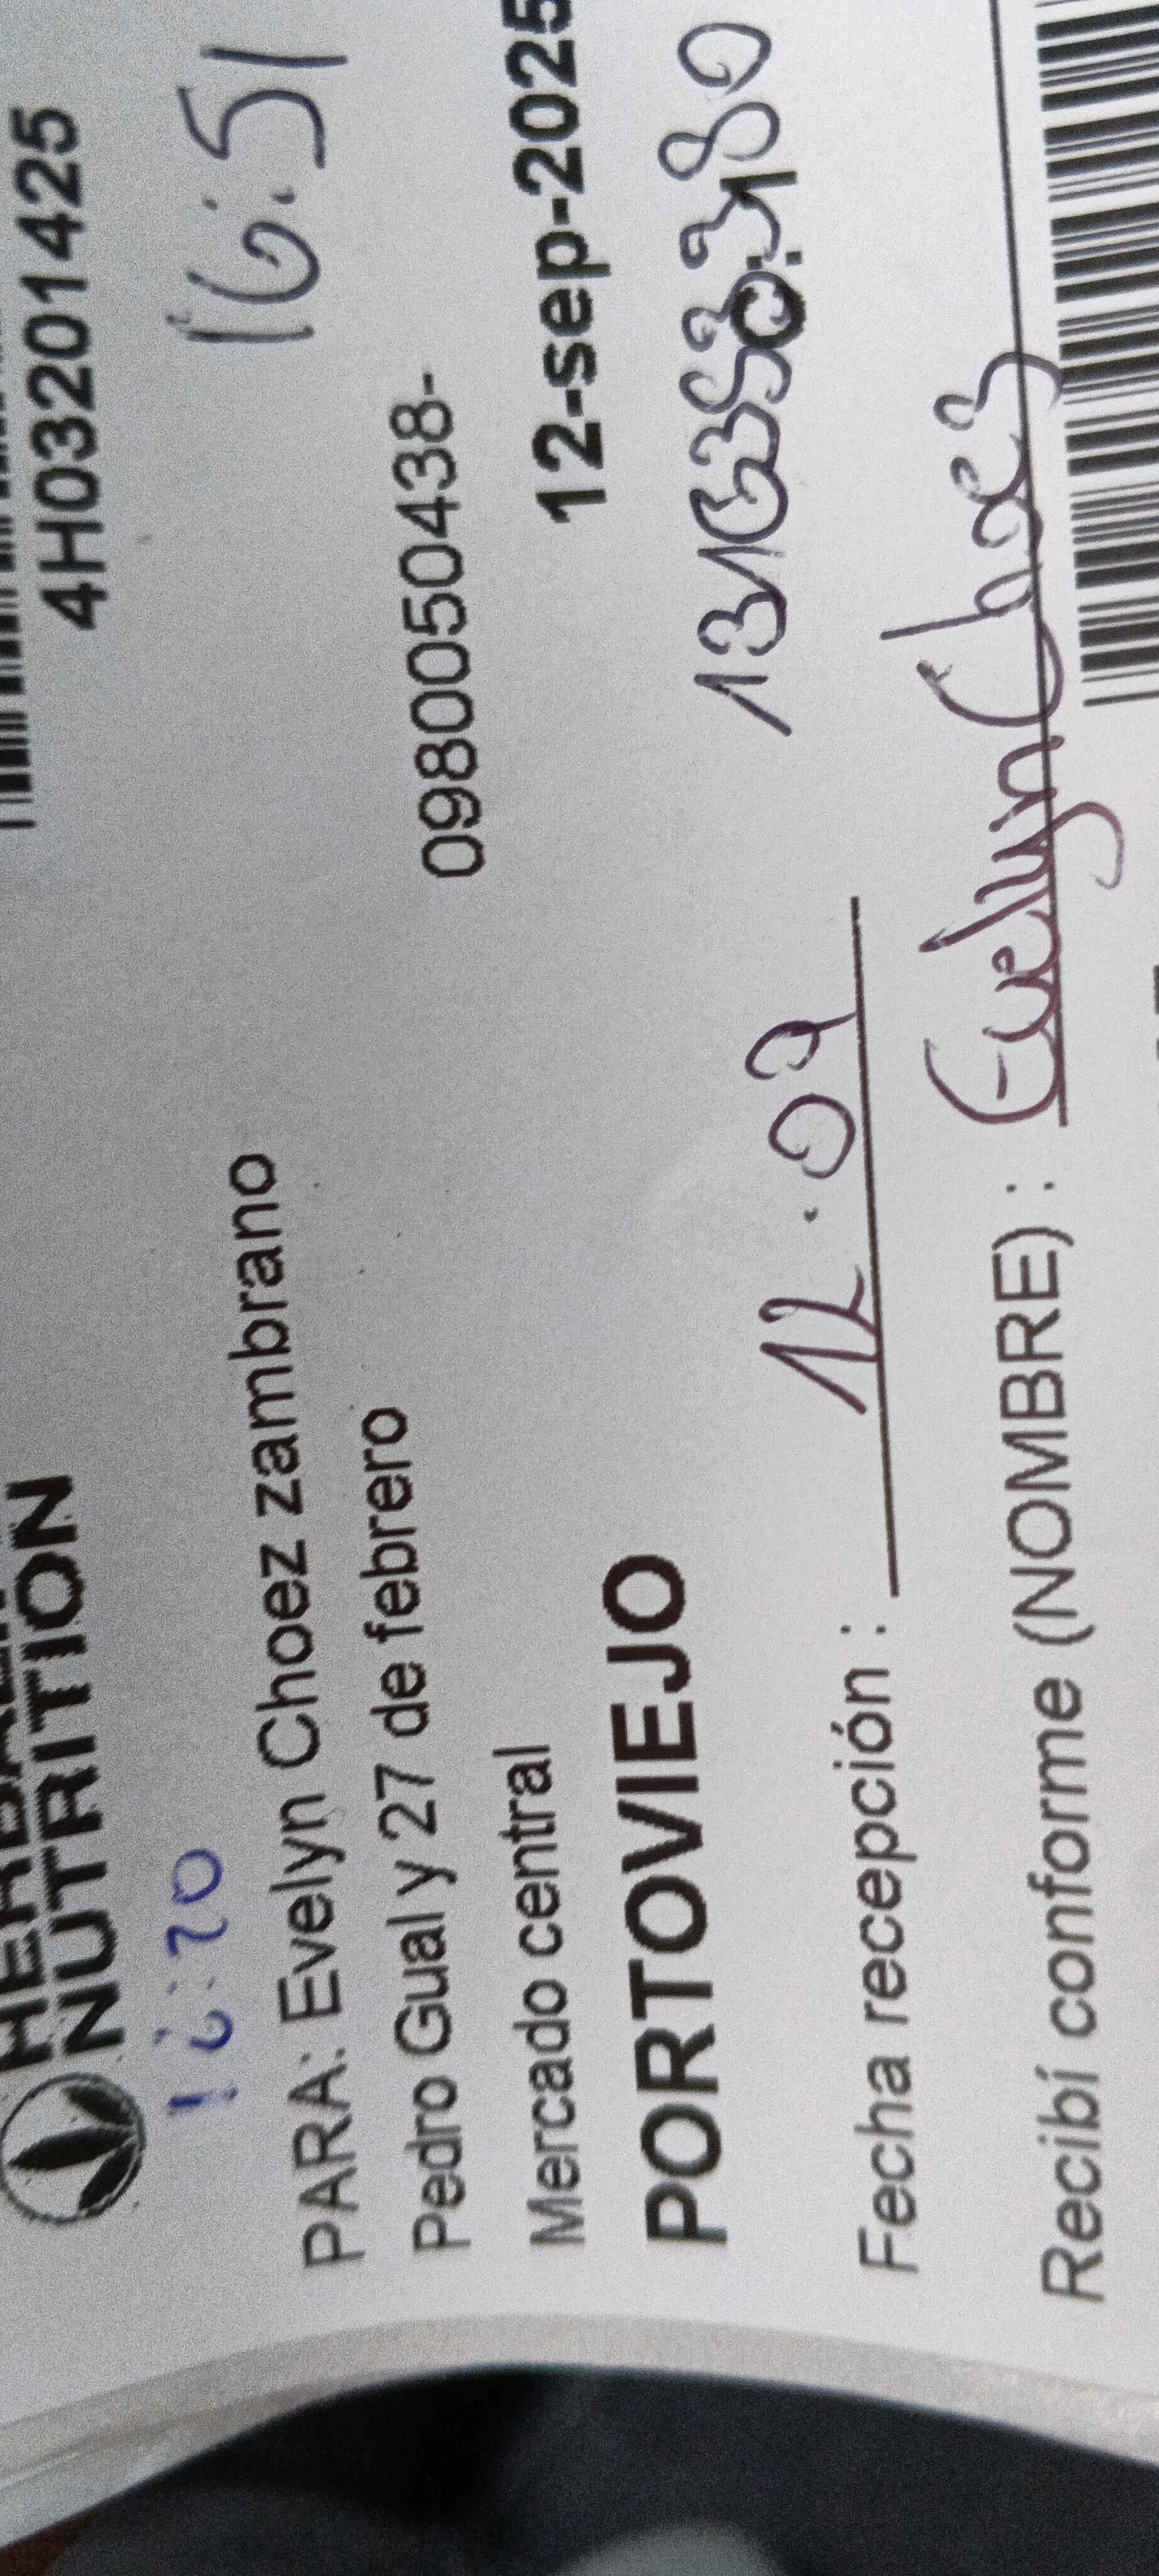 4H03201425
NUTRITION
16:20
16:51
PARA: Evelyn Choez zambrano
Pedro Gual y 27 de febrero
0980050438-
Mercado central
12-sep-2025
PORTOVIEJO
Fecha recepción : 12.09
Recibí conforme (NOMBRE) : Evelyn Choez